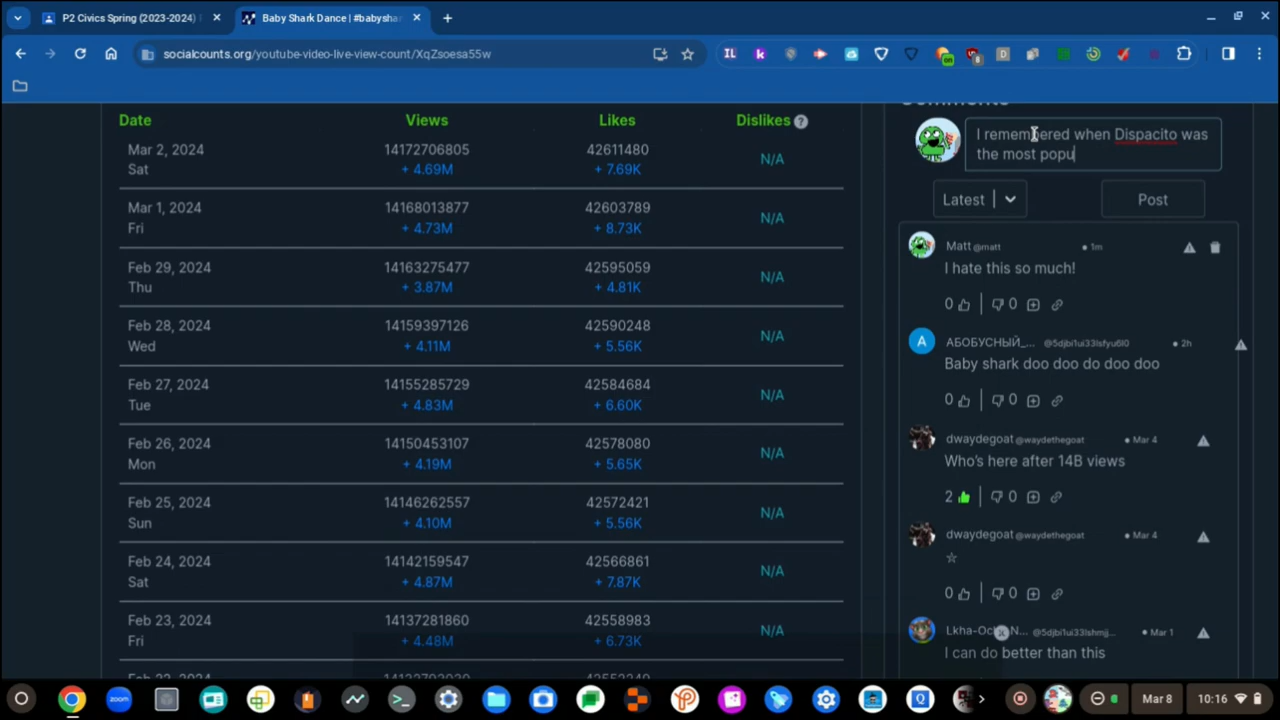 P2 Civics Spring (2023-2024)
Baby Shark Dance | #babyshar
socialcounts.org/youtube-video-live-view-count/XqZsoesa55w
Date Views Likes Dislikes ?
Mar 2, 2024 14172706805 42611480
Sat + 4.69M + 7.69K N/A
Mar 1, 2024 14168013877 42603789
Fri + 4.73M + 8.73K N/A
Feb 29, 2024 14163275477 42595059
Thu + 3.87M + 4.81K N/A
Feb 28, 2024 14159397126 42590248
Wed + 4.11M + 5.56K N/A
Feb 27, 2024 14155285729 42584684
Tue + 4.83M + 6.60K N/A
Feb 26, 2024 14150453107 42578080
Mon + 4.19M + 5.65K N/A
Feb 25, 2024 14146262557 42572421
Sun + 4.10M + 5.56K N/A
Feb 24, 2024 14142159547 42566861
Sat + 4.87M + 7.87K N/A
Feb 23, 2024 14137281860 42558983
Fri + 4.48M + 6.73K N/A
Comments
I remembered when Dispacito was
the most popu
Latest Post
Matt @matt • 1m
I hate this so much!
0 0
АБОБУСНЫЙ_... @5djbi1ui33lsfyu6l0 • 2h
Baby shark doo doo do doo doo
0 0
dwaydegoat @waydethegoat • Mar 4
Who's here after 14B views
2 0
dwaydegoat @waydethegoat • Mar 4
☆
0 0
@5djbi1ui33lshmjj... • Mar 1
I can do better than this
zoom
Mar 8 10:16